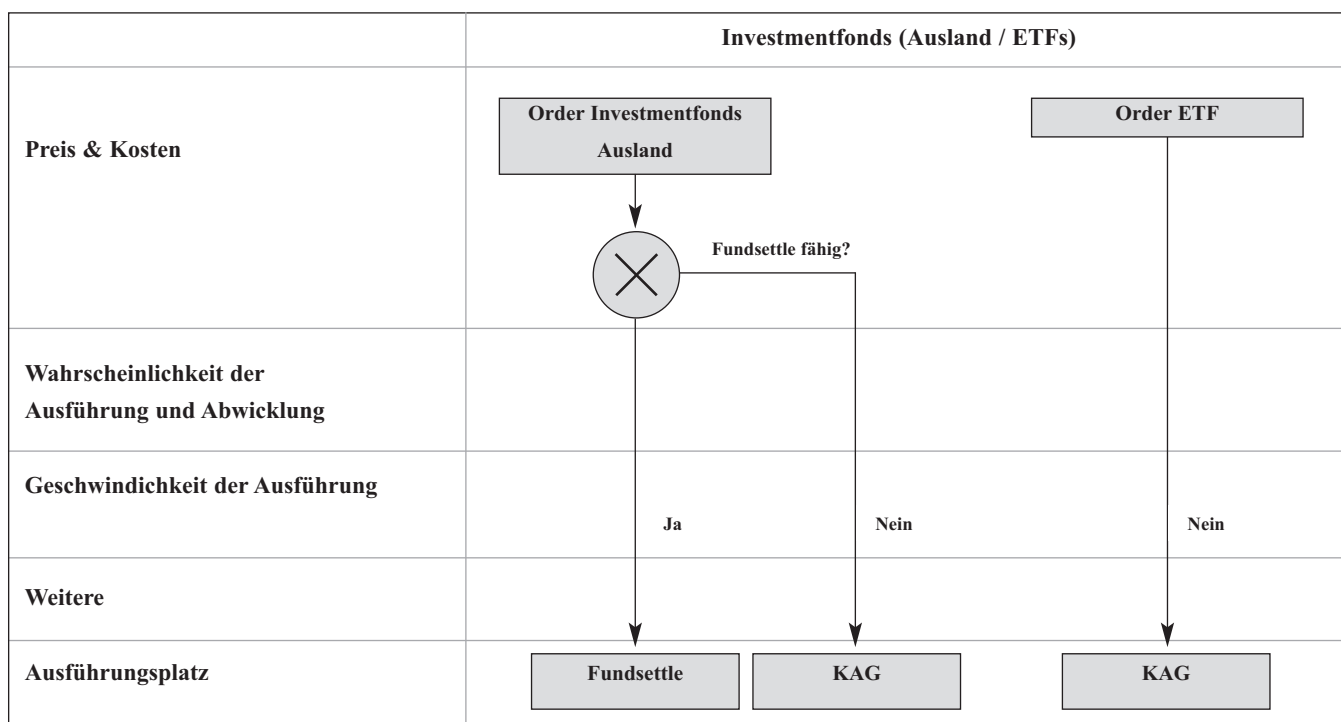 Investmentfonds (Ausland / ETFs)
Preis & Kosten
Order Investmentfonds
Ausland
Order ETF
Fundsettle fähig?
Wahrscheinlichkeit der
Ausführung und Abwicklung
Geschwindichkeit der Ausführung
Ja
Nein
Nein
Weitere
Ausführungsplatz
Fundsettle
KAG
KAG